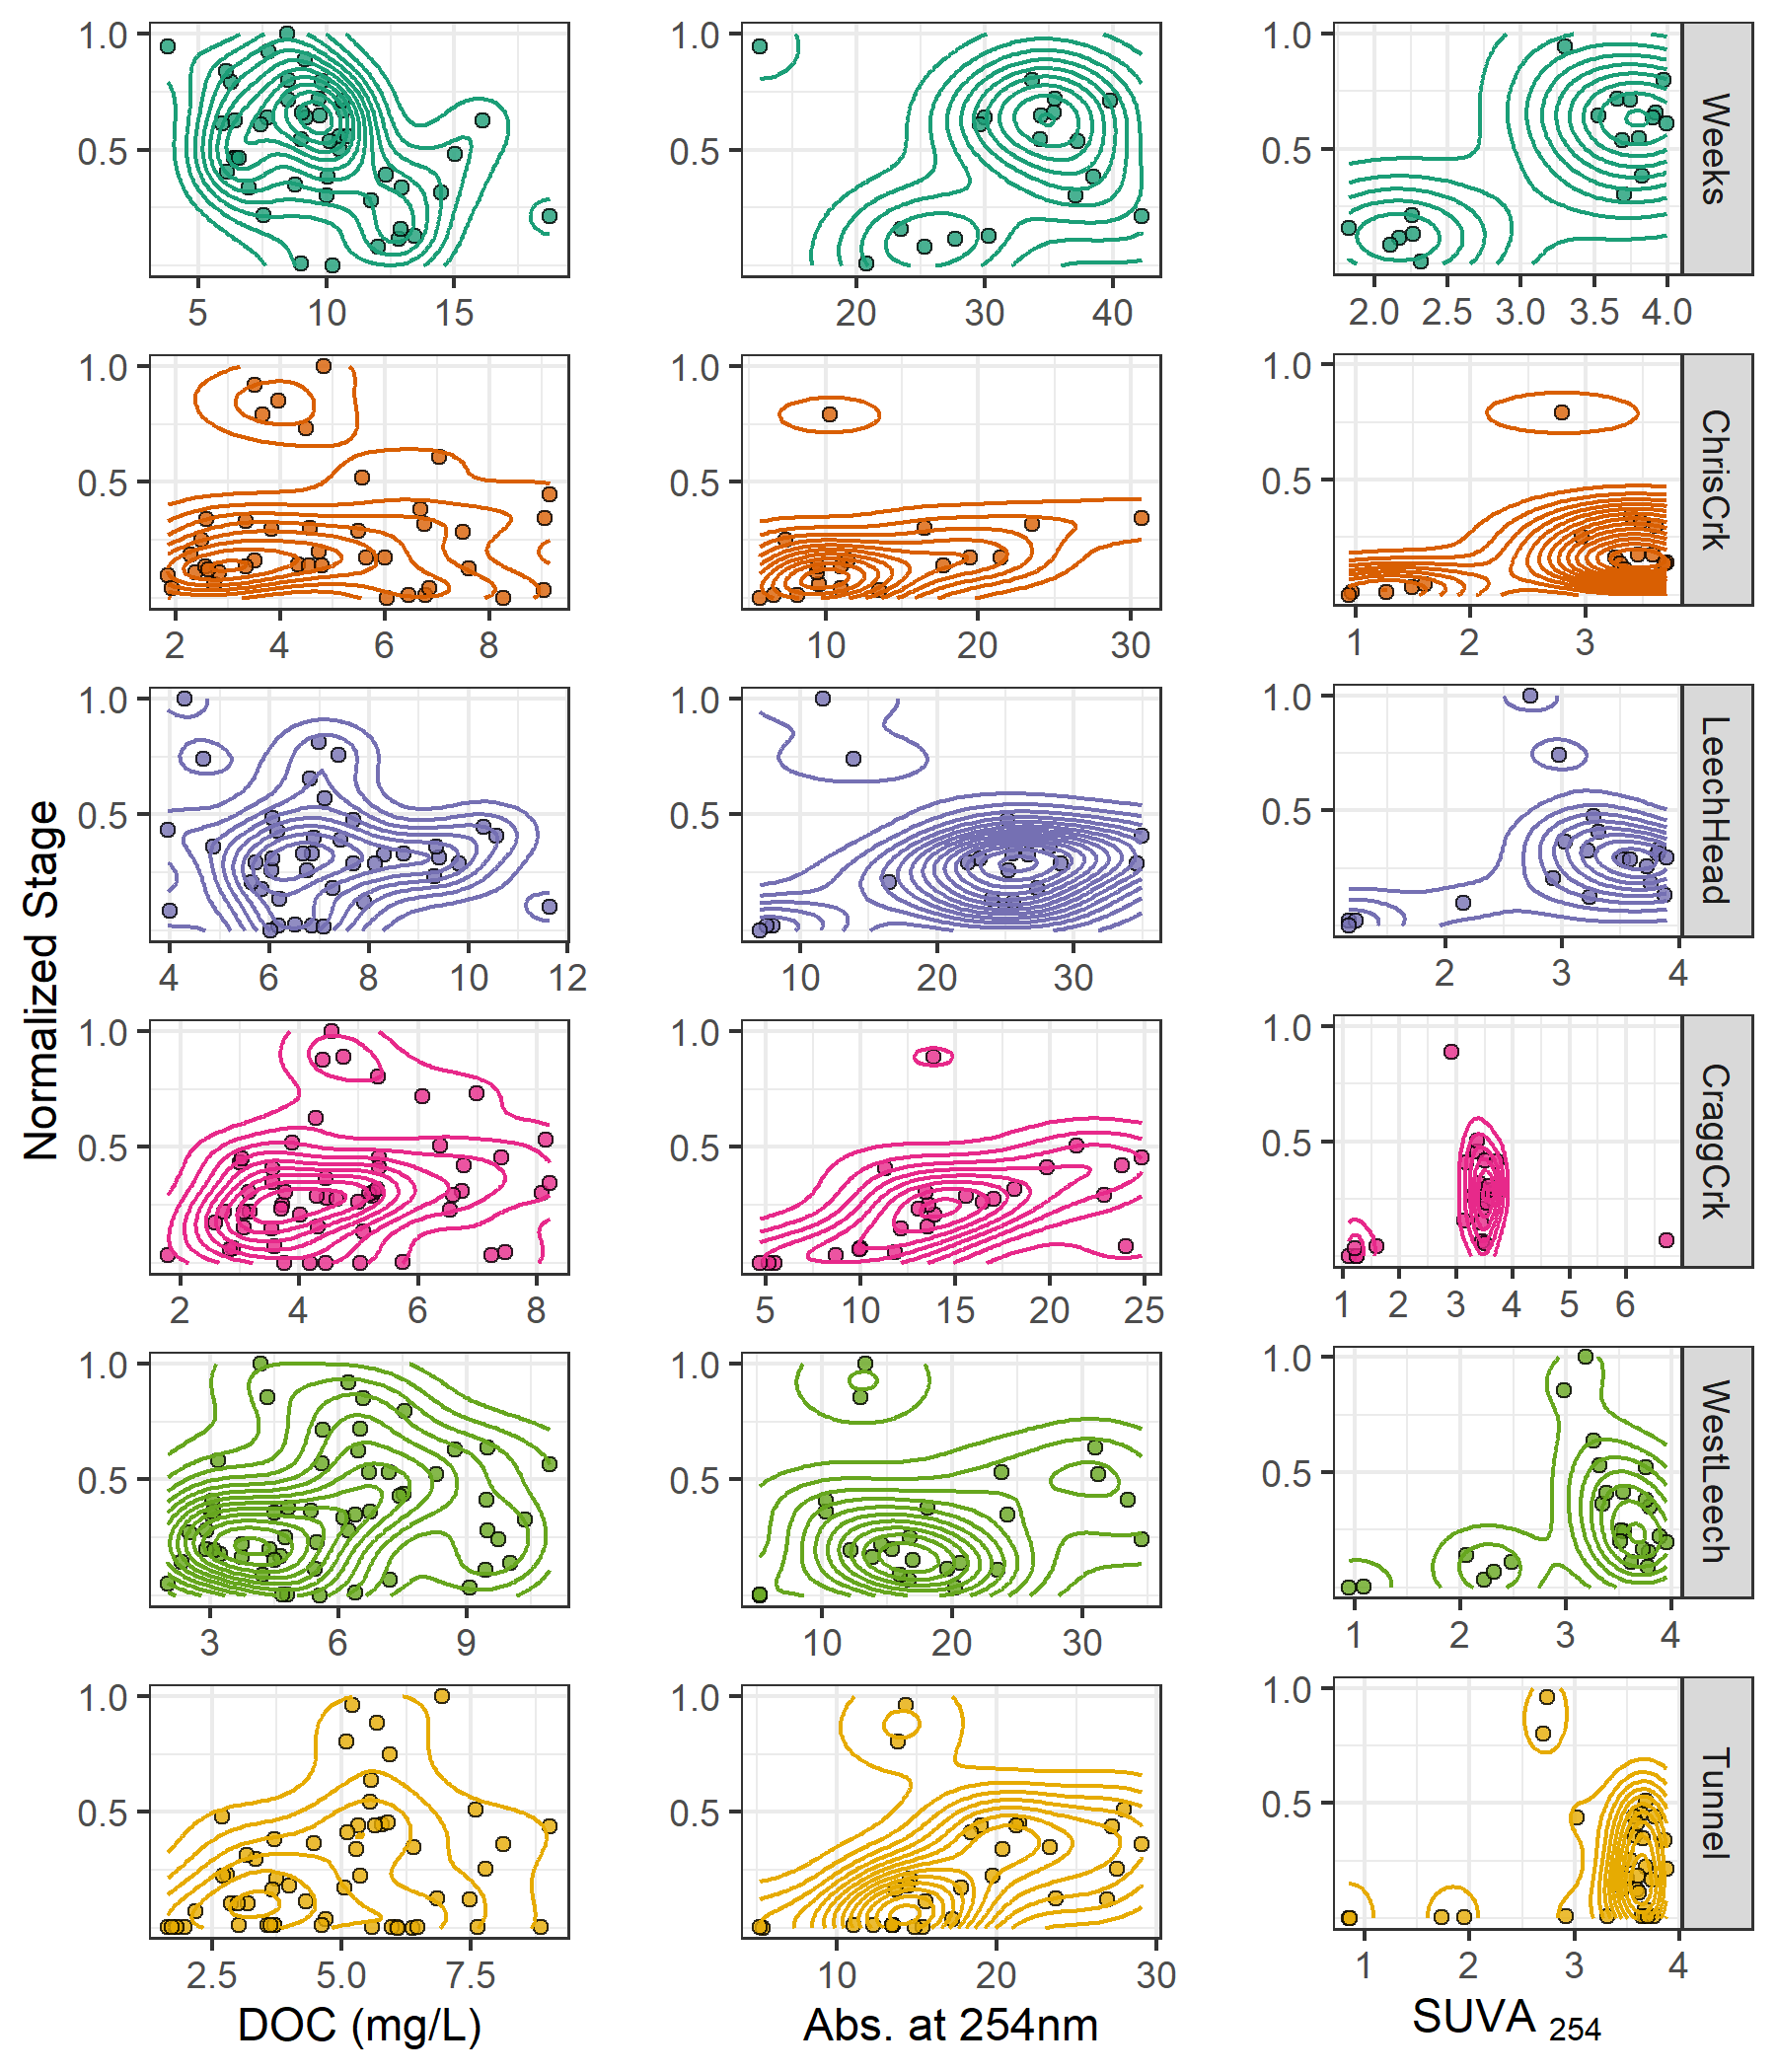 1.0 1.0 1.0
0.5 0.5 0.5
Weeks
5 10 15 20 30 40 2.0 2.5 3.0 3.5 4.0
1.0 1.0 1.0
0.5 0.5 0.5
ChrisCrk
2 4 6 8 10 20 30 1 2 3
1.0 1.0 1.0
0.5 0.5 0.5
LeechHead
4 6 8 10 12 10 20 30 2 3 4
Normalized Stage
1.0 1.0 1.0
0.5 0.5 0.5
CraggCrk
2 4 6 8 5 10 15 20 25 1 2 3 4 5 6
1.0 1.0 1.0
0.5 0.5 0.5
WestLeech
3 6 9 10 20 30 1 2 3 4
1.0 1.0 1.0
0.5 0.5 0.5
Tunnel
2.5 5.0 7.5 10 20 30 1 2 3 4
DOC (mg/L) Abs. at 254nm SUVA 254